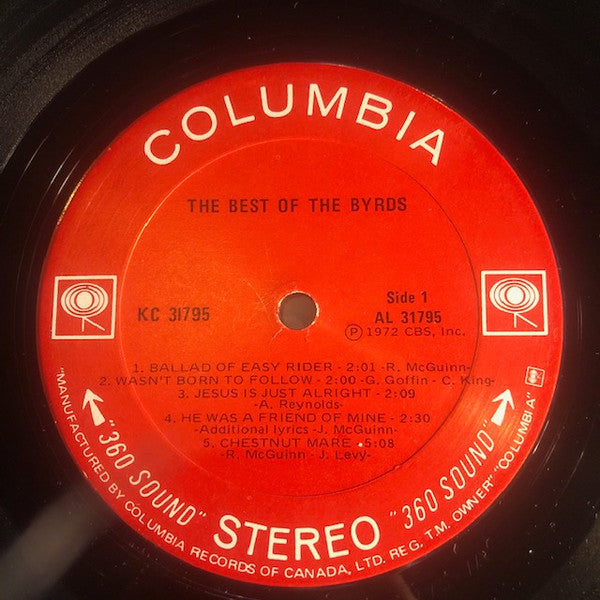 COLUMBIA
THE BEST OF THE BYRDS
KC 31795
Side 1
AL 31795
Ⓟ 1972 CBS, Inc.
1. BALLAD OF EASY RIDER - 2:01 -R. McGuinn-
2. WASN'T BORN TO FOLLOW - 2:00 -G. Goffin - C. King-
3. JESUS IS JUST ALRIGHT - 2:09
-A. Reynolds-
4. HE WAS A FRIEND OF MINE - 2:30
-Additional lyrics - J. McGuinn-
5. CHESTNUT MARE - 5:08
-R. McGuinn - J. Levy-
"360 SOUND" STEREO "360 SOUND"
"MANUFACTURED BY COLUMBIA RECORDS OF CANADA, LTD. REG. T.M. OWNER" "COLUMBIA"